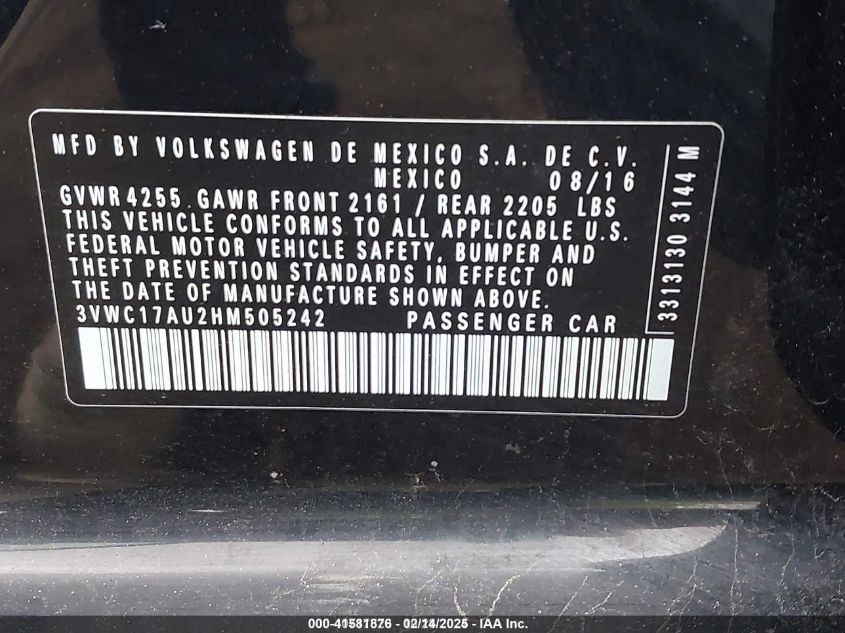 MFD BY VOLKSWAGEN DE MEXICO S.A. DE C.V.
MEXICO 08/16
GVWR 4255 GAWR FRONT 2161 / REAR 2205 LBS
THIS VEHICLE CONFORMS TO ALL APPLICABLE U.S.
FEDERAL MOTOR VEHICLE SAFETY, BUMPER AND
THEFT PREVENTION STANDARDS IN EFFECT ON
THE DATE OF MANUFACTURE SHOWN ABOVE.
3VWC17AU2HM505242 PASSENGER CAR
3313130 3144 M
000-41581876 - 02/14/2025 - IAA Inc.